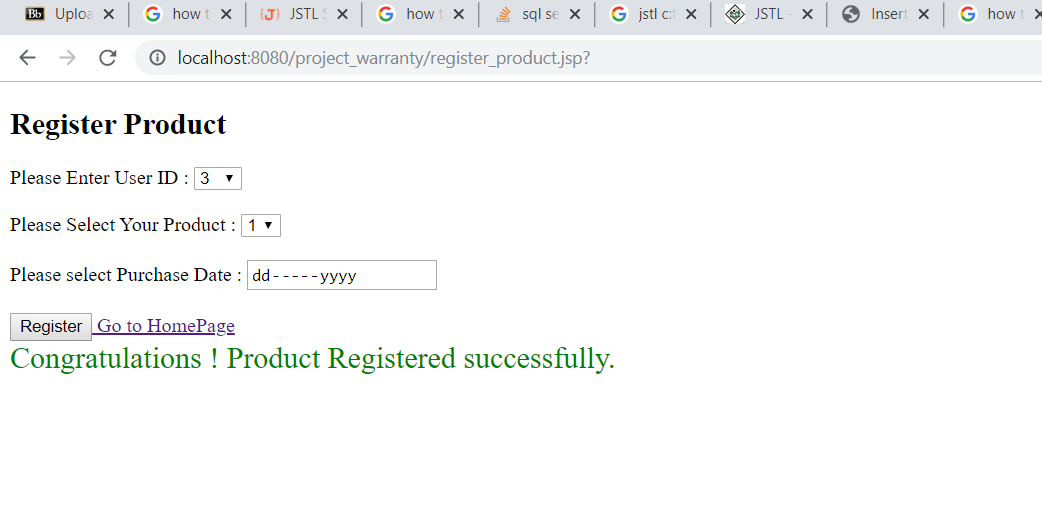 Bb Uploa how t {J} JSTL S how t sql se jstl c:t JSTL - Insert how t
localhost:8080/project_warranty/register_product.jsp?
Register Product
Please Enter User ID : 3
Please Select Your Product : 1
Please select Purchase Date : dd-----yyyy
Register Go to HomePage
Congratulations ! Product Registered successfully.